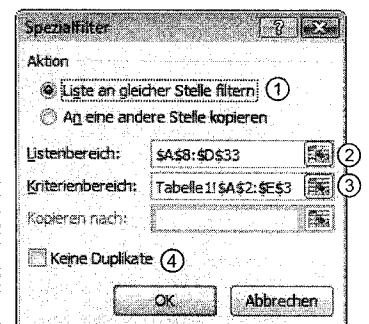 Spezialfilter
Aktion
Liste an gleicher Stelle filtern 1
An eine andere Stelle kopieren
Listenbereich: $A$8:$D$33 2
Kriterienbereich: Tabelle1!$A$2:$E$3 3
Kopieren nach:
Keine Duplikate 4
OK Abbrechen